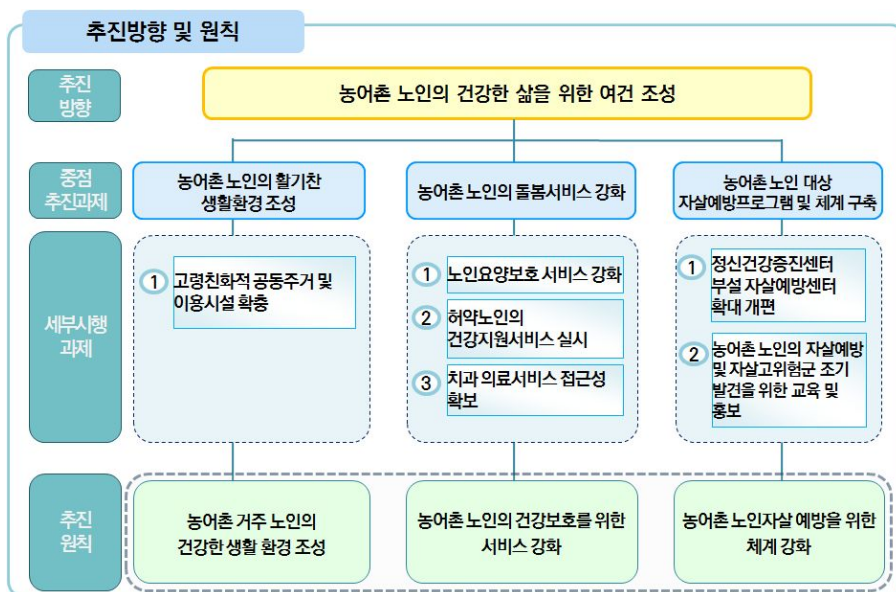 추진방향 및 원칙
추진
방향
농어촌 노인의 건강한 삶을 위한 여건 조성
중점
추진과제
농어촌 노인의 활기찬
생활환경 조성
농어촌 노인의 돌봄서비스 강화
농어촌 노인 대상
자살예방프로그램 및 체계 구축
세부시행
과제
1 고령친화적 공동주거 및
이용시설 확충
1 노인요양보호 서비스 강화
2 허약노인의
건강지원서비스 실시
3 치과 의료서비스 접근성
확보
1 정신건강증진센터
부설 자살예방센터
확대 개편
2 농어촌 노인의 자살예방
및 자살고위험군 조기
발견을 위한 교육 및
홍보
추진
원칙
농어촌 거주 노인의
건강한 생활 환경 조성
농어촌 노인의 건강보호를 위한
서비스 강화
농어촌 노인자살 예방을 위한
체계 강화